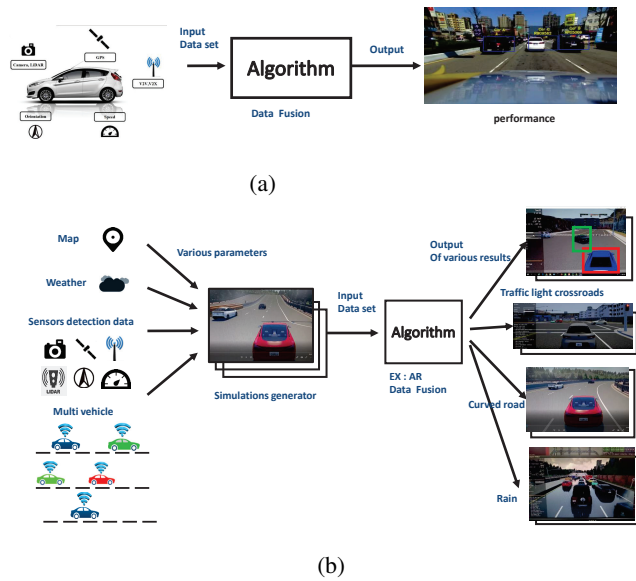 GPS
Camera, LiDAR
V2V,V2X
Orientation
Speed
Input
Data set
Algorithm
Data Fusion
Output
performance
(a)
Map
Weather
Sensors detection data
LIDAR
Multi vehicle
Various parameters
Simulations generator
Input
Data set
Algorithm
EX : AR
Data Fusion
Output
Of various results
Traffic light crossroads
Curved road
Rain
(b)